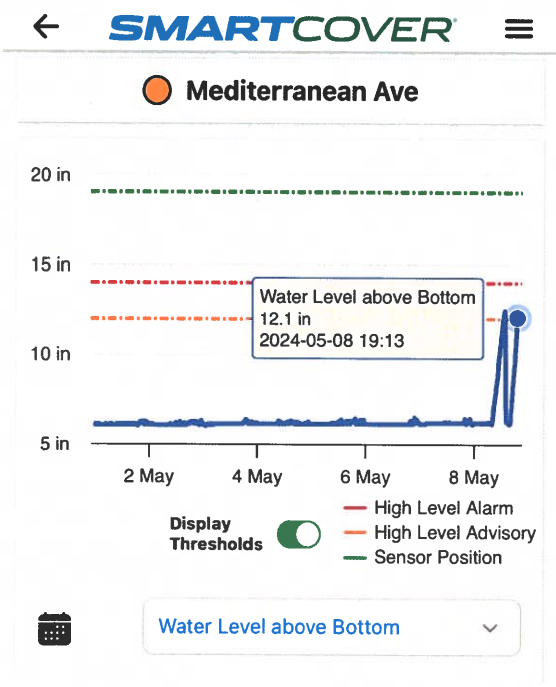 SMARTCOVER
Mediterranean Ave
20 in
15 in
Water Level above Bottom
12.1 in
2024-05-08 19:13
10 in
5 in
2 May
4 May
6 May
8 May
Display
Thresholds
High Level Alarm
High Level Advisory
Sensor Position
Water Level above Bottom